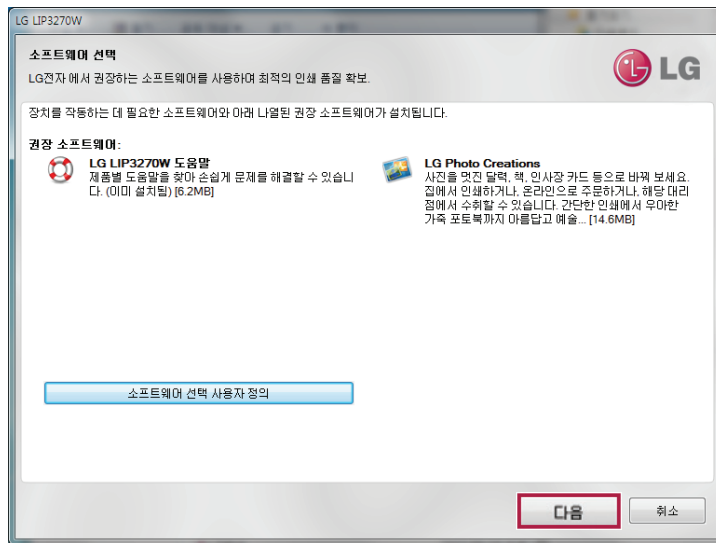 LG LIP3270W
소프트웨어 선택
LG전자에서 권장하는 소프트웨어를 사용하여 최적의 인쇄 품질 확보.
LG
장치를 작동하는 데 필요한 소프트웨어와 아래 나열된 권장 소프트웨어가 설치됩니다.
권장 소프트웨어:
LG LIP3270W 도움말
제품별 도움말을 찾아 손쉽게 문제를 해결할 수 있습니
다. (이미 설치됨) [6.2MB]
LG Photo Creations
사진을 멋진 달력, 책, 인사장 카드 등으로 바꿔 보세요.
집에서 인쇄하거나, 온라인으로 주문하거나, 해당 대리
점에서 수취할 수 있습니다. 간단한 인쇄에서 우아한
가죽 포토북까지 아름답고 예술... [14.6MB]
소프트웨어 선택 사용자 정의
다음
취소